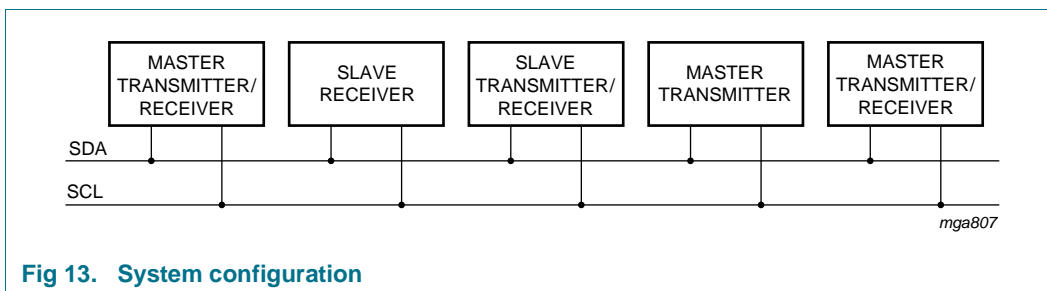 MASTER
TRANSMITTER/
RECEIVER
SLAVE
RECEIVER
SLAVE
TRANSMITTER/
RECEIVER
MASTER
TRANSMITTER
MASTER
TRANSMITTER/
RECEIVER
SDA
SCL
mga807
Fig 13. System configuration